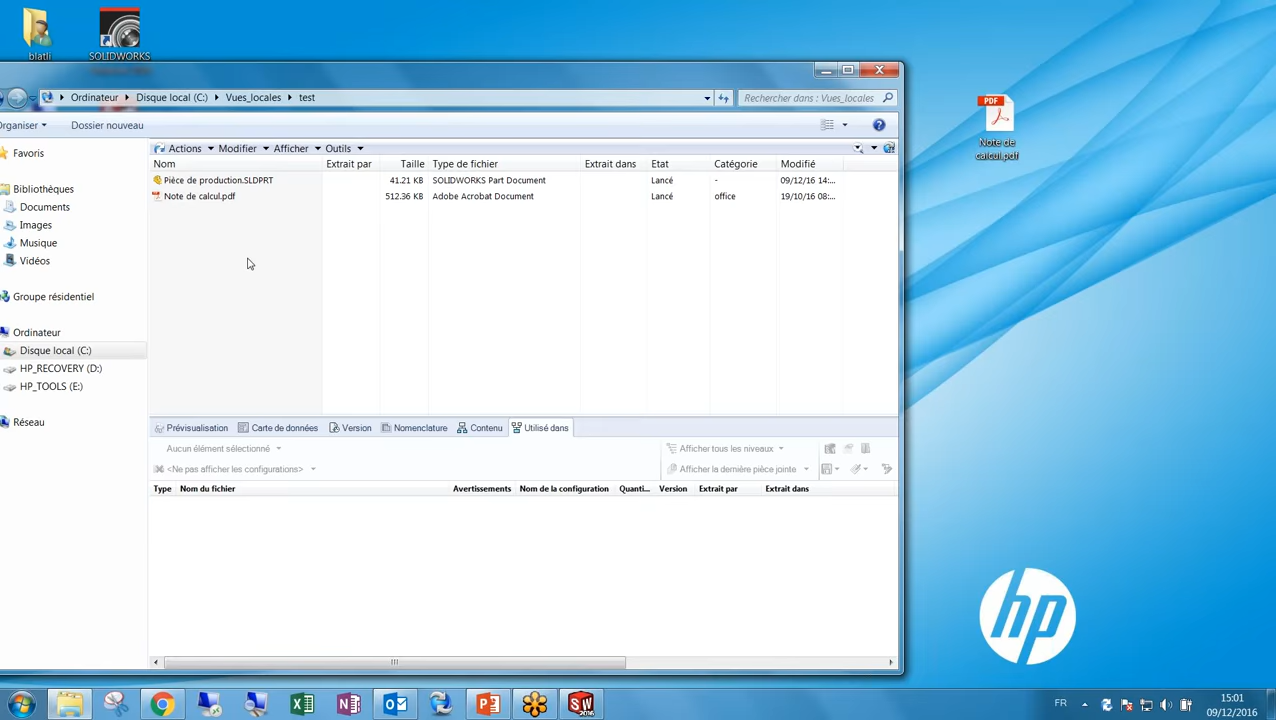 blatli
SOLIDWORKS
Ordinateur Disque local (C:) Vues_locales test
Rechercher dans : Vues_locales
Organiser Dossier nouveau
Favoris
Bibliothèques
Documents
Images
Musique
Vidéos
Groupe résidentiel
Ordinateur
Disque local (C:)
HP_RECOVERY (D:)
HP_TOOLS (E:)
Réseau
Actions Modifier Afficher Outils
Nom Extrait par Taille Type de fichier Extrait dans Etat Catégorie Modifié
Pièce de production.SLDPRT 41.21 KB SOLIDWORKS Part Document Lancé - 09/12/16 14:...
Note de calcul.pdf 512.36 KB Adobe Acrobat Document Lancé office 19/10/16 08:...
Prévisualisation Carte de données Version Nomenclature Contenu Utilisé dans
Aucun élément sélectionné Afficher tous les niveaux
<Ne pas afficher les configurations> Afficher la dernière pièce jointe
Type Nom du fichier Avertissements Nom de la configuration Quanti... Version Extrait par Extrait dans
PDF
Note de
calcul.pdf
hp
SW
2016
FR
15:01
09/12/2016